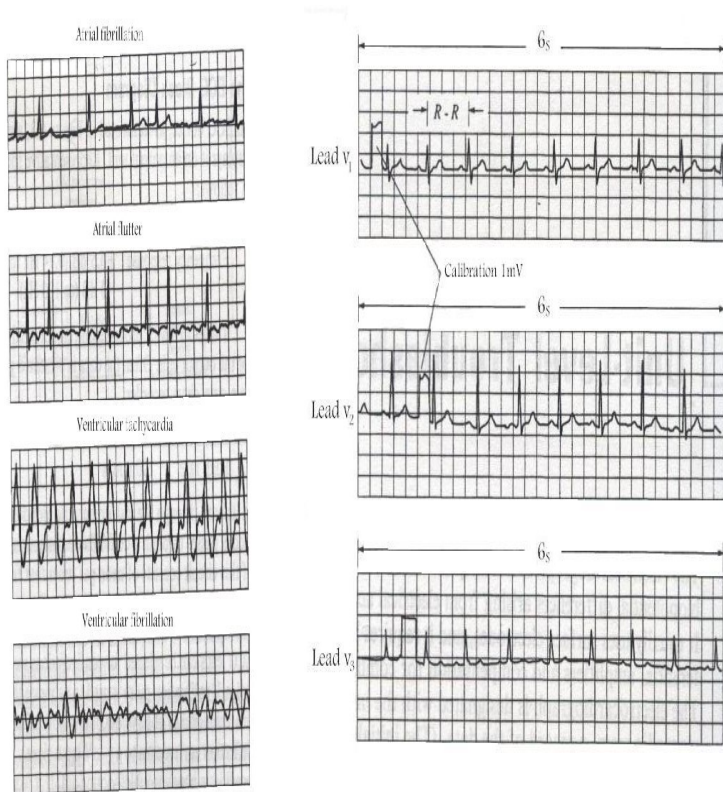 Atrial fibrillation
Atrial flutter
Ventricular tachycardia
Ventricular fibrillation
6s
R - R
Lead v1
Calibration 1mV
6s
Lead v2
6s
Lead v3